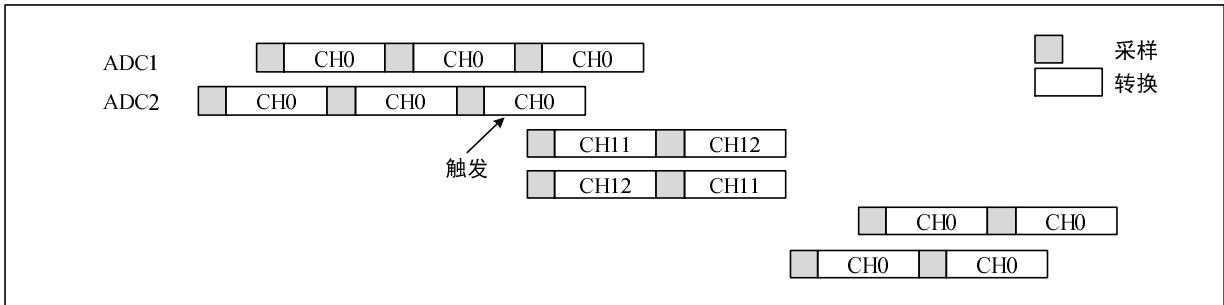 ADC1 CH0 CH0 CH0 采样
ADC2 CH0 CH0 CH0 转换
触发 CH11 CH12
CH12 CH11
CH0 CH0
CH0 CH0